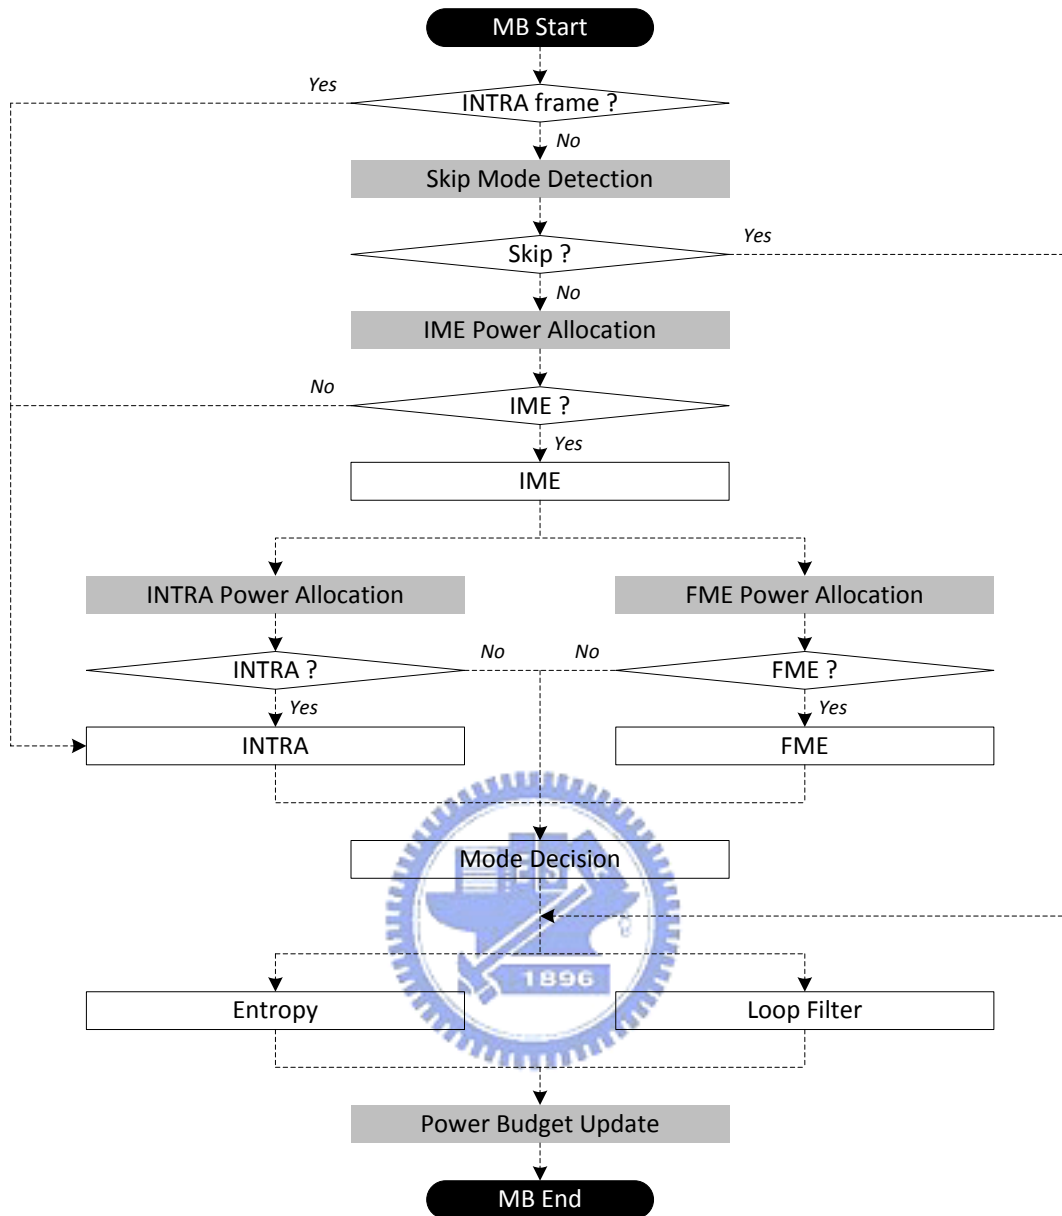 MB Start
Yes
INTRA frame ?
No
Skip Mode Detection
Skip ?
Yes
No
IME Power Allocation
No
IME ?
Yes
IME
INTRA Power Allocation
FME Power Allocation
INTRA ?
No
No
FME ?
Yes
Yes
INTRA
FME
Mode Decision
1896
Entropy
Loop Filter
Power Budget Update
MB End